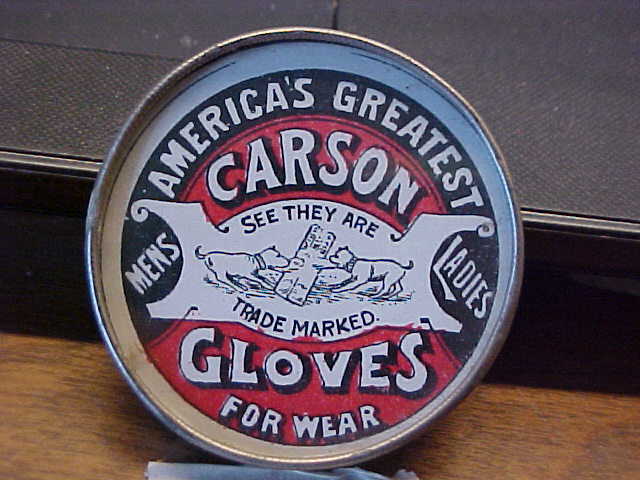 AMERICA'S GREATEST
CARSON
SEE THEY ARE
MENS
LADIES
TRADE MARKED.
GLOVES
FOR WEAR